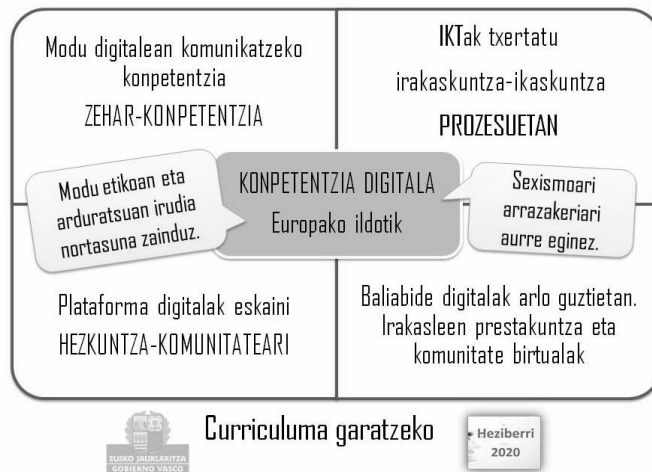 Modu digitalean komunikatzeko
konpetentzia
ZEHAR-KONPETENTZIA
IKTak txertatu
irakaskuntza-ikaskuntza
PROZESUETAN
Modu etikoan eta
arduratsuan irudia
nortasuna zainduz.
KONPETENTZIA DIGITALA
Europako ildotik
Sexismoari
arrazakeriari
aurre eginez.
Plataforma digitalak eskaini
HEZKUNTZA-KOMUNITATEARI
Baliabide digitalak arlo guztietan.
Irakasleen prestakuntza eta
komunitate birtualak
Curriculuma garatzeko
EUSKO JAURLARITZA
GOBIERNO VASCO
Heziberri
2020